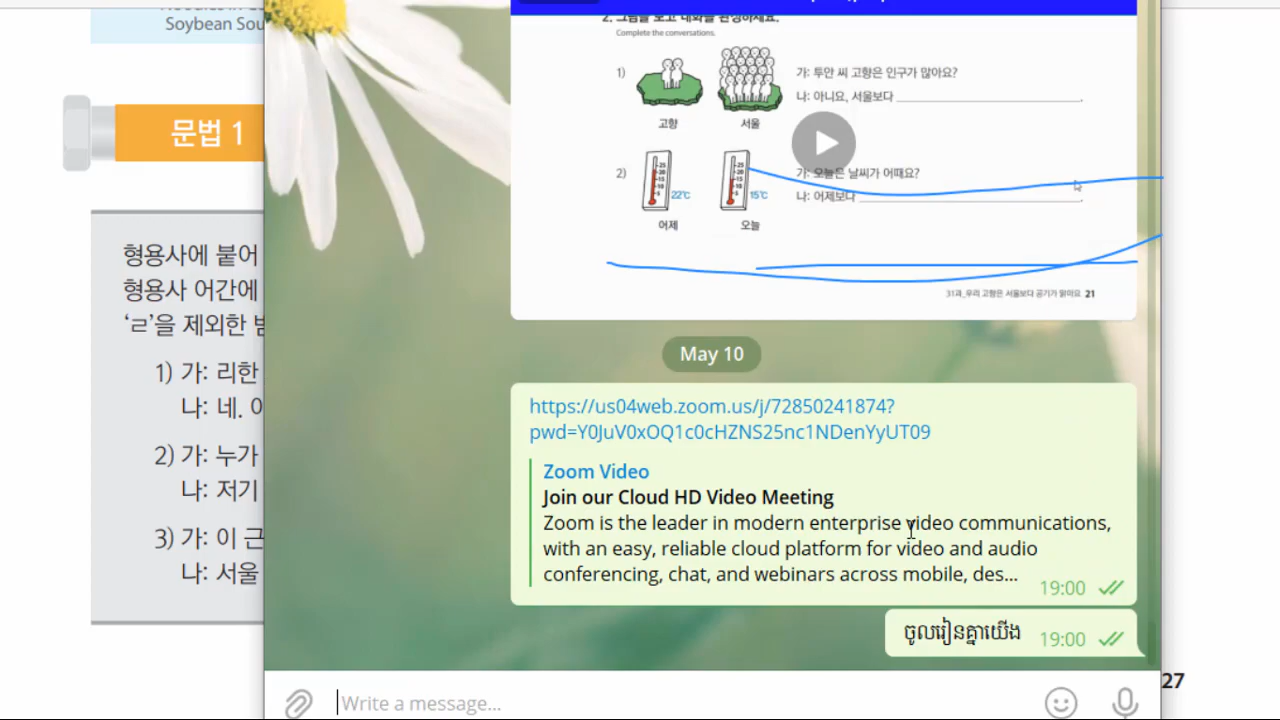 Soybean Sou
문법 1
형용사에 붙어
형용사 어간에
‘ㄹ’을 제외한
1) 가: 리한
나: 네. 이
2) 가: 누가
나: 저기
3) 가: 이 근
나: 서울
2. 그림을 보고 대화를 완성하세요.
Complete the conversations.
1)
가: 투안 씨 고향은 인구가 많아요?
나: 아니요, 서울보다 ____________________.
고향
서울
2)
22℃
15℃
가: 오늘은 날씨가 어때요?
나: 어제보다 ____________________.
어제
오늘
31과_우리 고향은 서울보다 공기가 맑아요 21
May 10
https://us04web.zoom.us/j/72850241874?
pwd=Y0JuV0xOQ1c0cHZNS25nc1NDenYyUT09
Zoom Video
Join our Cloud HD Video Meeting
Zoom is the leader in modern enterprise video communications,
with an easy, reliable cloud platform for video and audio
conferencing, chat, and webinars across mobile, des...
19:00
ចូលរៀនគ្នាយើង
19:00
Write a message...
27